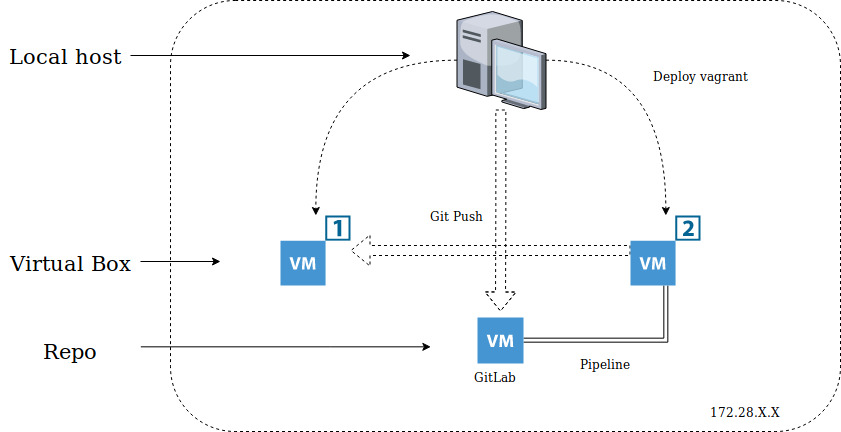 Local host
Deploy vagrant
1
Git Push
2
Virtual Box
VM
VM
Repo
VM
Pipeline
GitLab
172.28.X.X